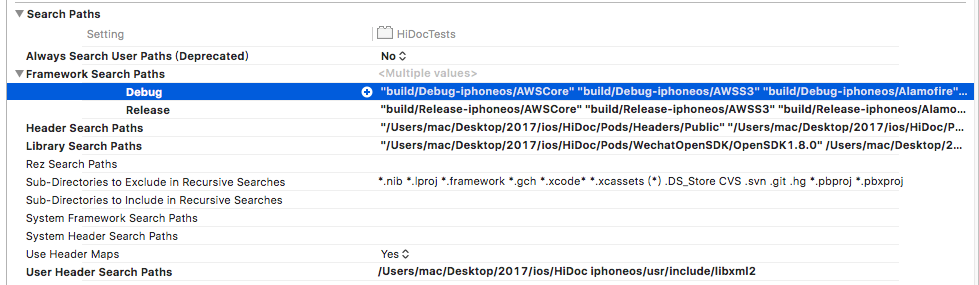 Search Paths
Setting HiDocTests
Always Search User Paths (Deprecated) No
Framework Search Paths <Multiple values>
Debug "build/Debug-iphoneos/AWSCore" "build/Debug-iphoneos/AWSS3" "build/Debug-iphoneos/Alamofire"...
Release "build/Release-iphoneos/AWSCore" "build/Release-iphoneos/AWSS3" "build/Release-iphoneos/Alamo...
Header Search Paths "/Users/mac/Desktop/2017/ios/HiDoc/Pods/Headers/Public" "/Users/mac/Desktop/2017/ios/HiDoc/P...
Library Search Paths "/Users/mac/Desktop/2017/ios/HiDoc/Pods/WechatOpenSDK/OpenSDK1.8.0" /Users/mac/Desktop/2...
Rez Search Paths
Sub-Directories to Exclude in Recursive Searches *.nib *.lproj *.framework *.gch *.xcode* *.xcassets (*) .DS_Store CVS .svn .git .hg *.pbproj *.pbxproj
Sub-Directories to Include in Recursive Searches
System Framework Search Paths
System Header Search Paths
Use Header Maps Yes
User Header Search Paths /Users/mac/Desktop/2017/ios/HiDoc iphoneos/usr/include/libxml2